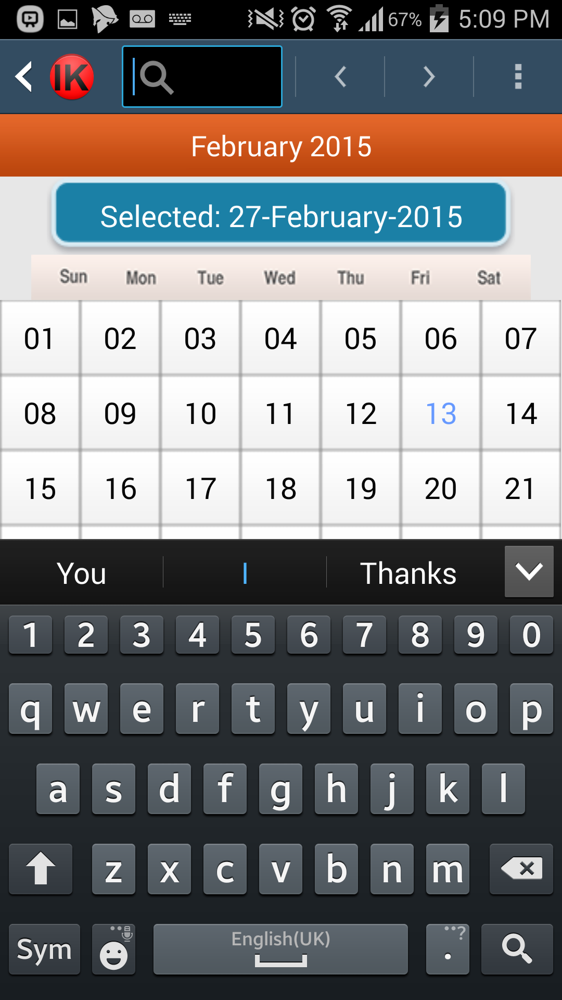 67% 5:09 PM
IK
February 2015
Selected: 27-February-2015
Sun Mon Tue Wed Thu Fri Sat
01 02 03 04 05 06 07
08 09 10 11 12 13 14
15 16 17 18 19 20 21
You I Thanks
1 2 3 4 5 6 7 8 9 0
q w e r t y u i o p
a s d f g h j k l
z x c v b n m
Sym English(UK) . ?